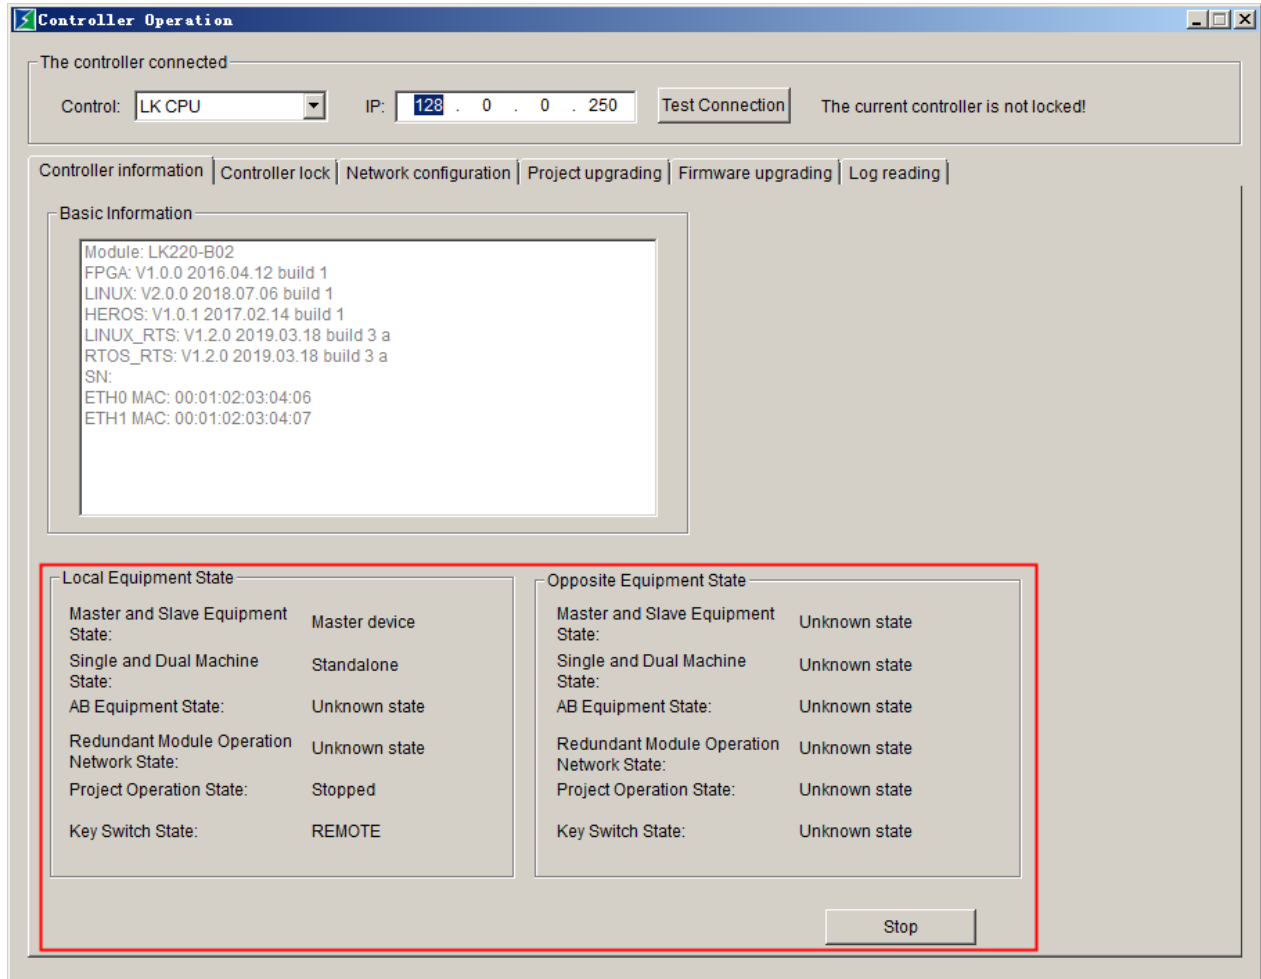 Controller Operation
The controller connected
Control: LK CPU IP: 128 . 0 . 0 . 250 Test Connection The current controller is not locked!
Controller information Controller lock Network configuration Project upgrading Firmware upgrading Log reading
Basic Information
Module: LK220-B02
FPGA: V1.0.0 2016.04.12 build 1
LINUX: V2.0.0 2018.07.06 build 1
HEROS: V1.0.1 2017.02.14 build 1
LINUX_RTS: V1.2.0 2019.03.18 build 3 a
RTOS_RTS: V1.2.0 2019.03.18 build 3 a
SN:
ETH0 MAC: 00:01:02:03:04:06
ETH1 MAC: 00:01:02:03:04:07
Local Equipment State
Master and Slave Equipment
State:
Master device
Single and Dual Machine
State:
Standalone
AB Equipment State: Unknown state
Redundant Module Operation
Network State:
Unknown state
Project Operation State: Stopped
Key Switch State: REMOTE
Opposite Equipment State
Master and Slave Equipment
State:
Unknown state
Single and Dual Machine
State:
Unknown state
AB Equipment State: Unknown state
Redundant Module Operation
Network State:
Unknown state
Project Operation State: Unknown state
Key Switch State: Unknown state
Stop